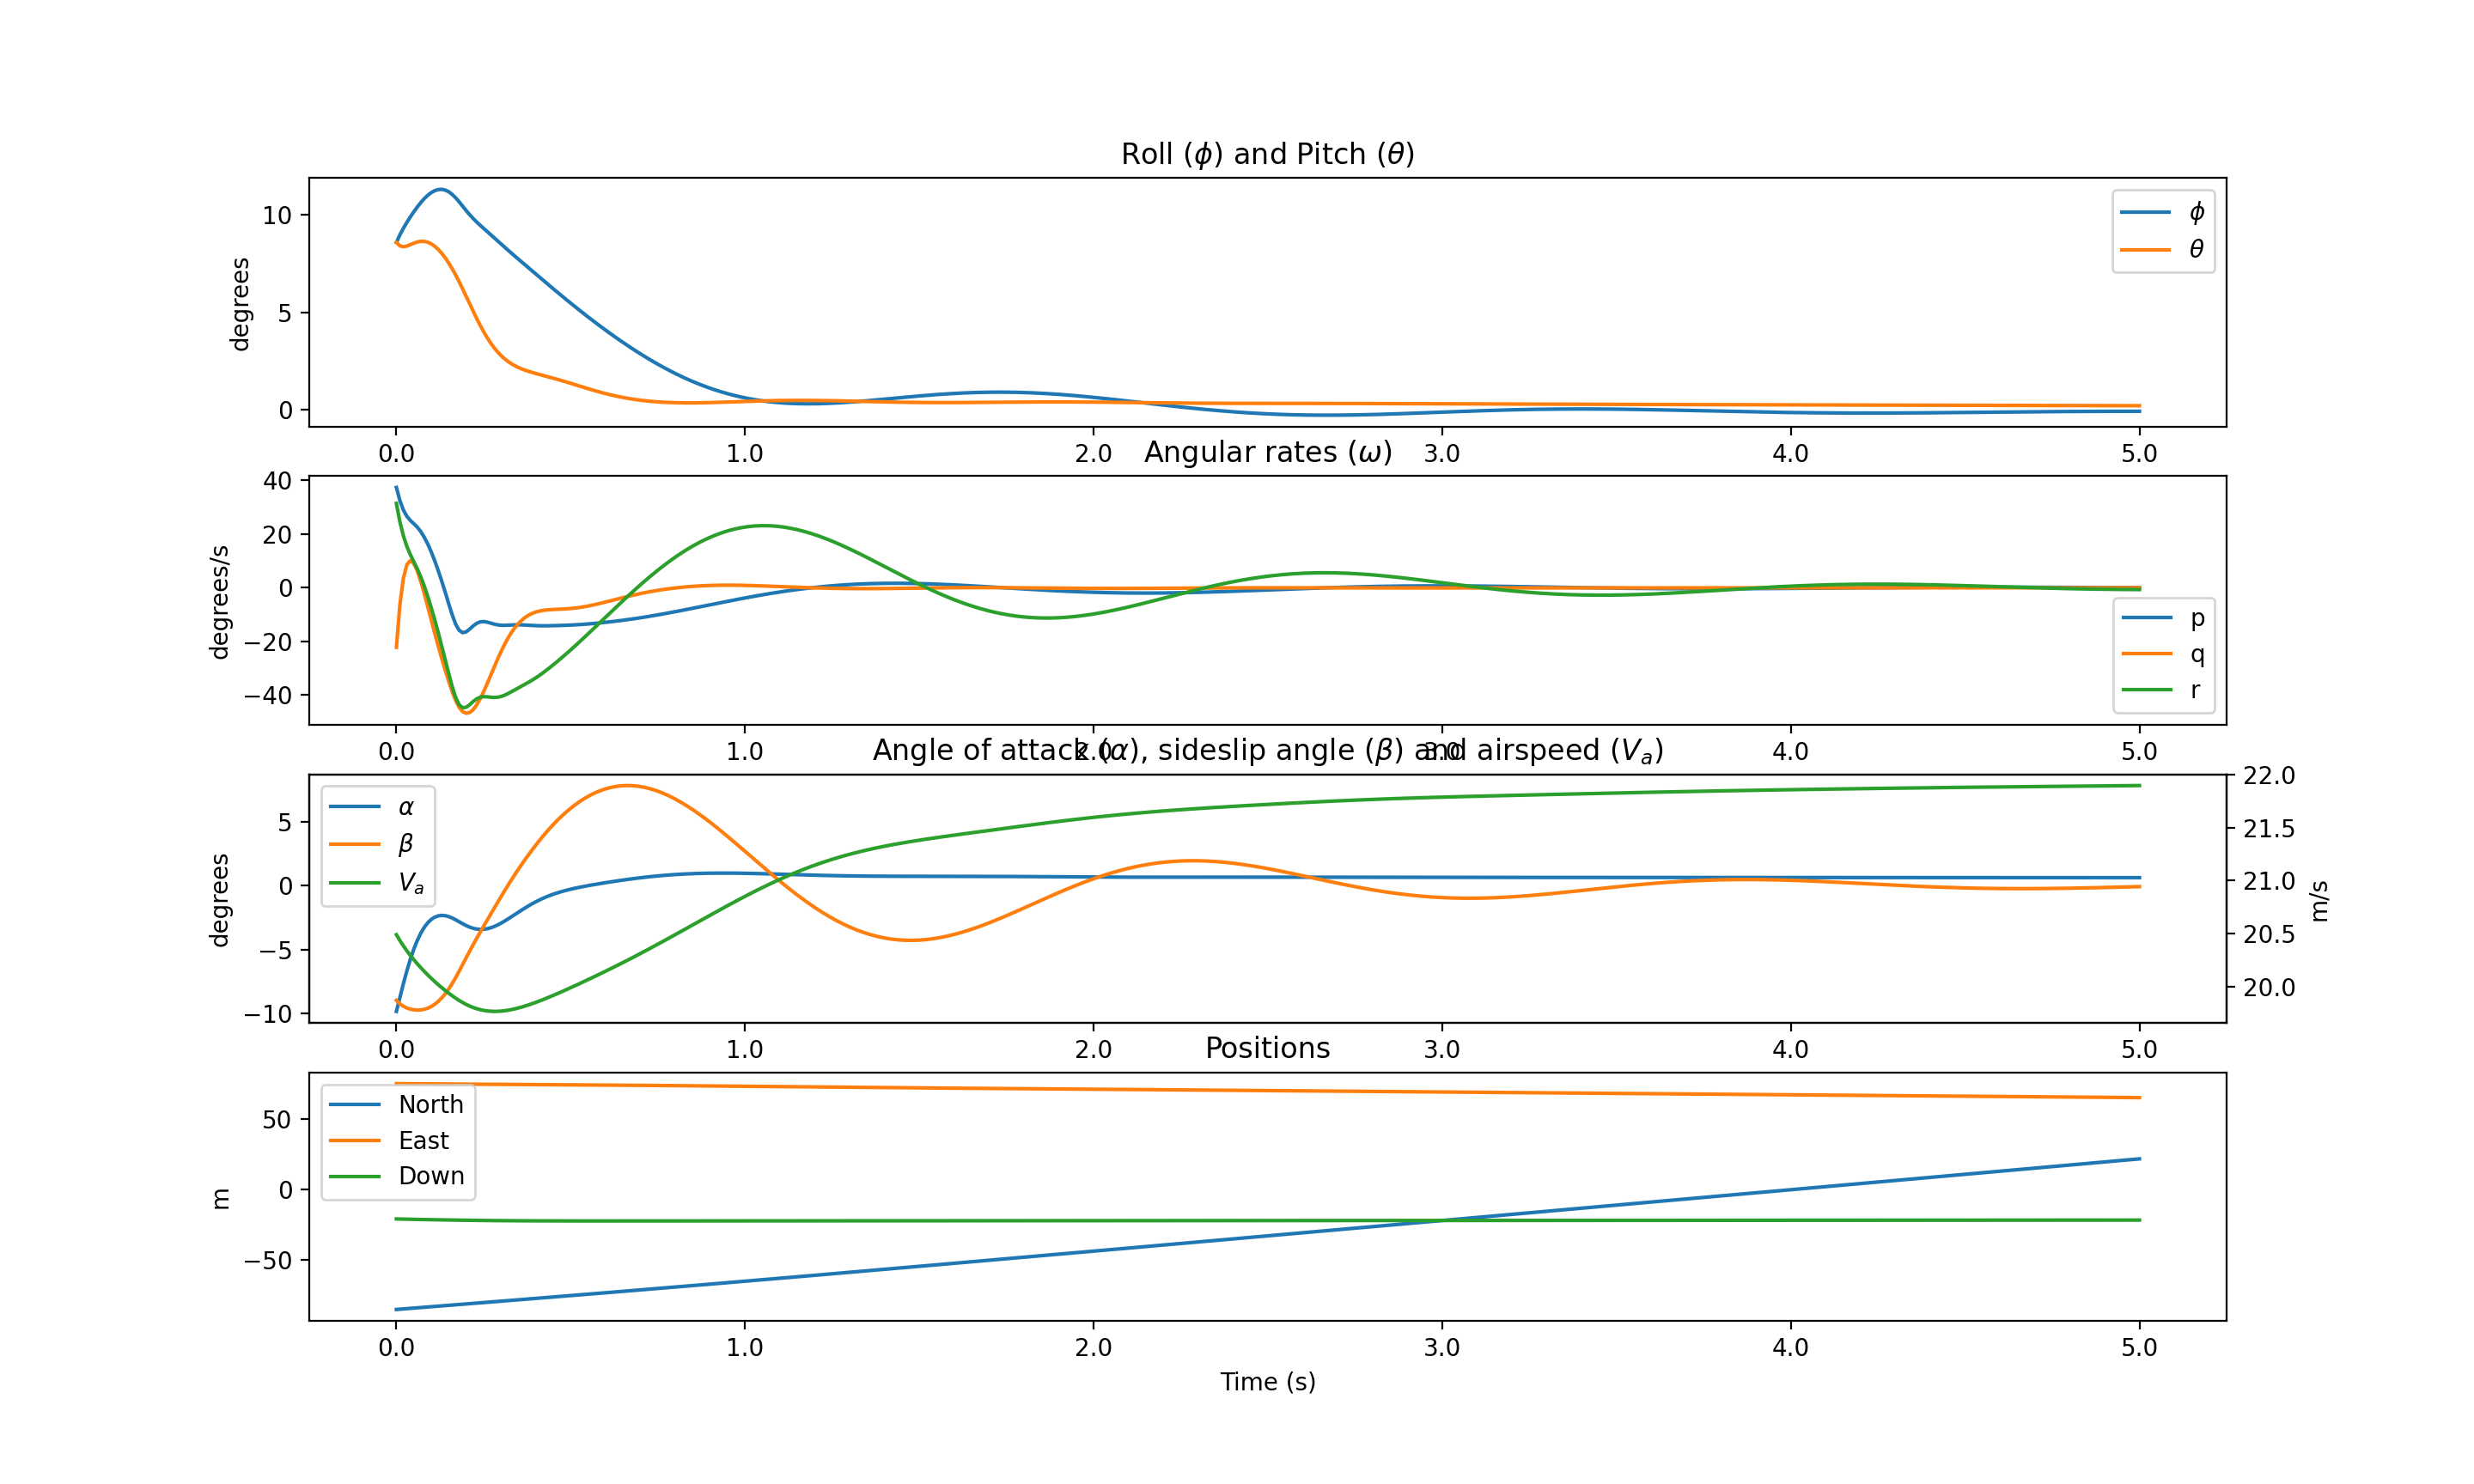 Roll (ϕ) and Pitch (θ)
degrees
10
5
0
ϕ
θ
0.0 1.0 2.0 3.0 4.0 5.0
Angular rates (ω)
degrees/s
40
20
0
−20
−40
p
q
r
0.0 1.0 2.0 3.0 4.0 5.0
Angle of attack (α), sideslip angle (β) and airspeed (Va)
degrees
5
0
−5
−10
α
β
Va
22.0
21.5
21.0
20.5
20.0
m/s
0.0 1.0 2.0 3.0 4.0 5.0
Positions
m
50
0
−50
North
East
Down
0.0 1.0 2.0 3.0 4.0 5.0
Time (s)